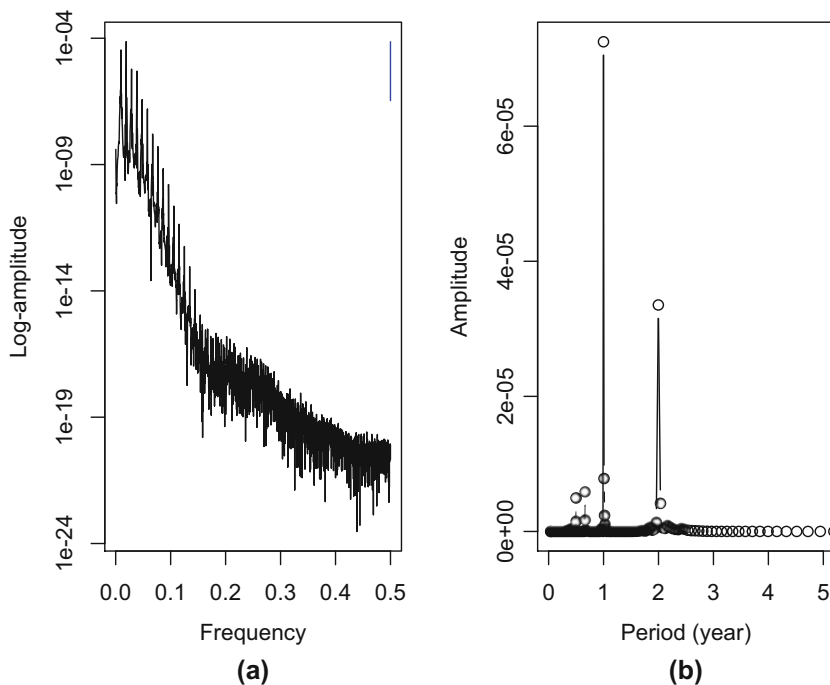 1e-04
1e-09
1e-14
1e-19
1e-24
Log-amplitude
0.0 0.1 0.2 0.3 0.4 0.5
Frequency
(a)
6e-05
4e-05
2e-05
0e+00
Amplitude
0 1 2 3 4 5
Period (year)
(b)